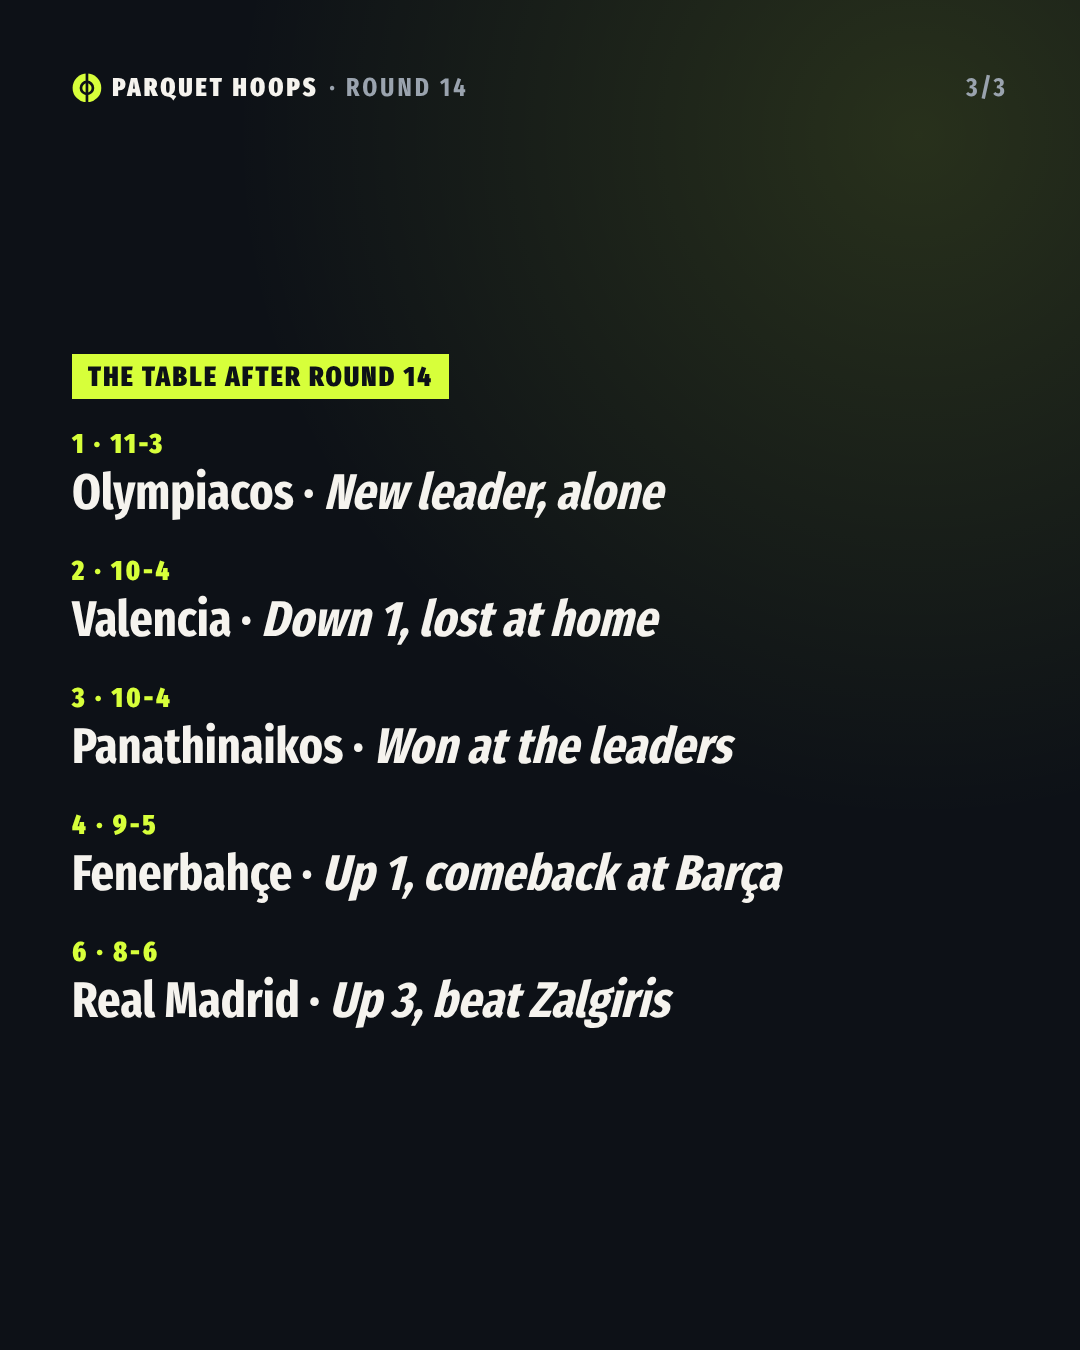 PARQUET HOOPS · ROUND 14
3/3
THE TABLE AFTER ROUND 14
1 · 11-3
Olympiacos · New leader, alone
2 · 10-4
Valencia · Down 1, lost at home
3 · 10-4
Panathinaikos · Won at the leaders
4 · 9-5
Fenerbahçe · Up 1, comeback at Barça
6 · 8-6
Real Madrid · Up 3, beat Zalgiris